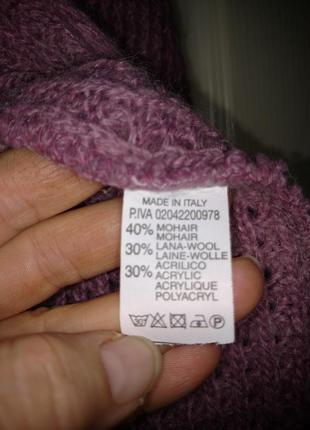 MADE IN ITALY
P.IVA 02042200978
40% MOHAIR
MOHAIR
30% LANA-WOOL
LAINE-WOLLE
30% ACRILICO
ACRYLIC
ACRYLIQUE
POLYACRYL
P